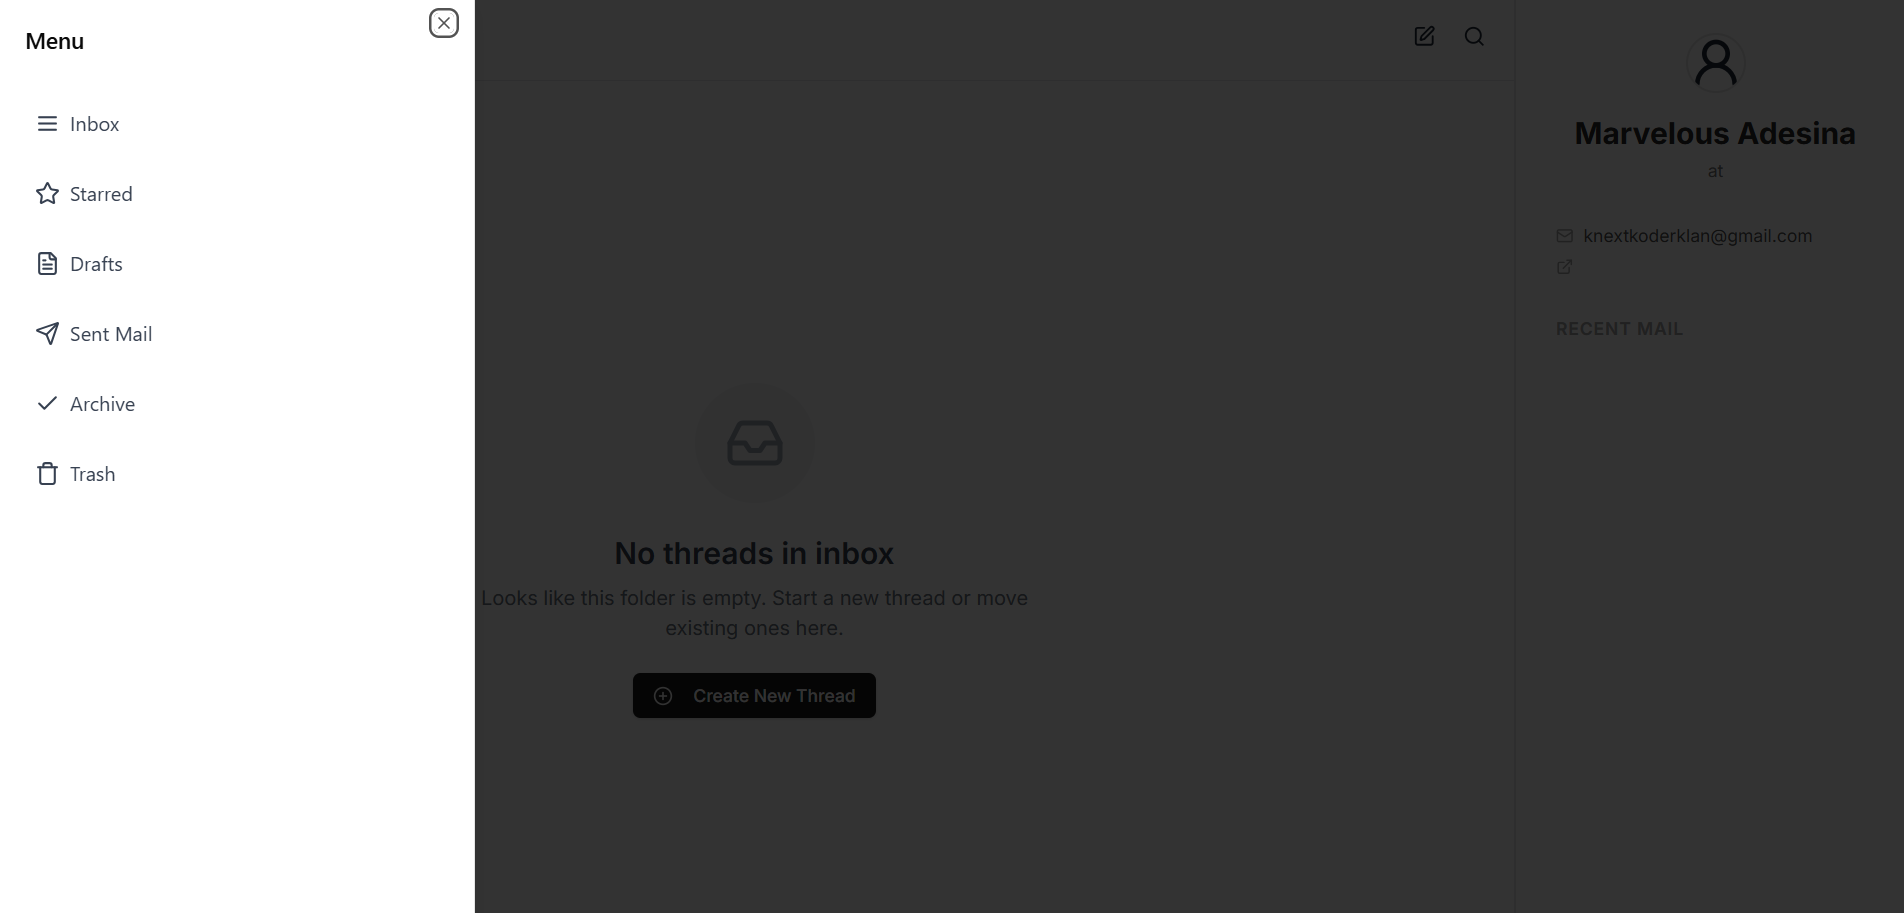 Menu
Inbox
Starred
Drafts
Sent Mail
Archive
Trash
No threads in inbox
Looks like this folder is empty. Start a new thread or move
existing ones here.
Create New Thread
Marvelous Adesina
at
knextkoderklan@gmail.com
RECENT MAIL